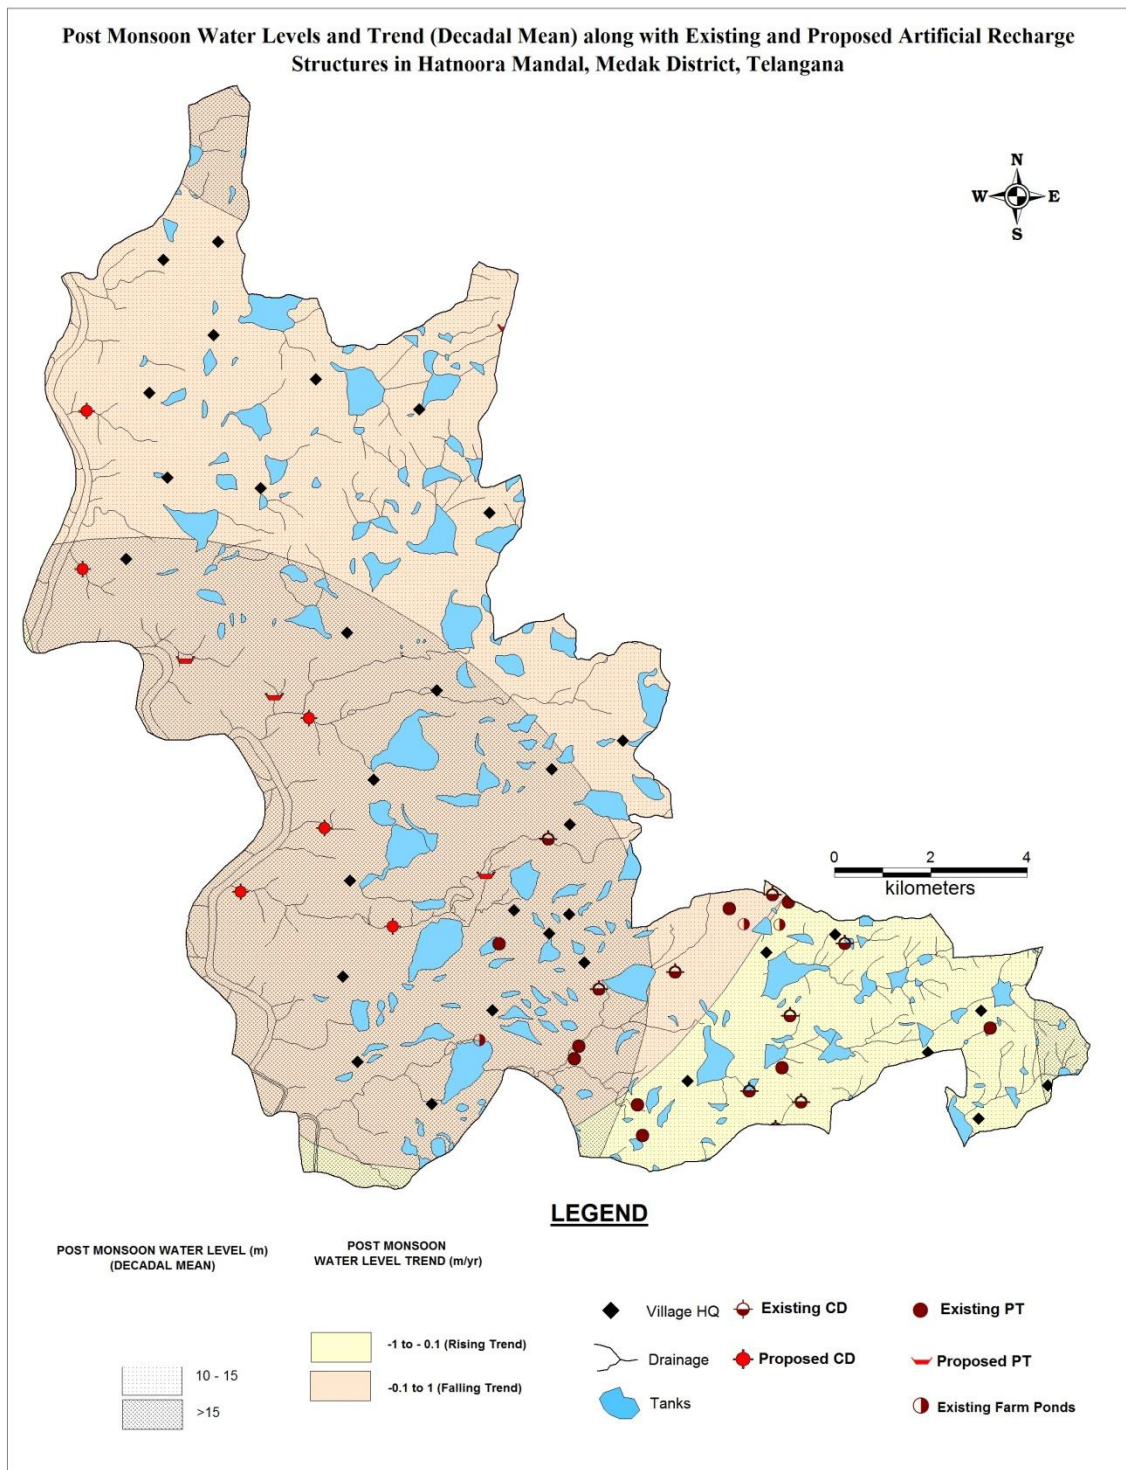 Post Monsoon Water Levels and Trend (Decadal Mean) along with Existing and Proposed Artificial Recharge
Structures in Hatnoora Mandal, Medak District, Telangana
N
W E
S
0 2 4
kilometers
LEGEND
POST MONSOON WATER LEVEL (m)
(DECADAL MEAN)
10 - 15
>15
POST MONSOON
WATER LEVEL TREND (m/yr)
-1 to - 0.1 (Rising Trend)
-0.1 to 1 (Falling Trend)
Village HQ
Drainage
Tanks
Existing CD
Proposed CD
Existing PT
Proposed PT
Existing Farm Ponds